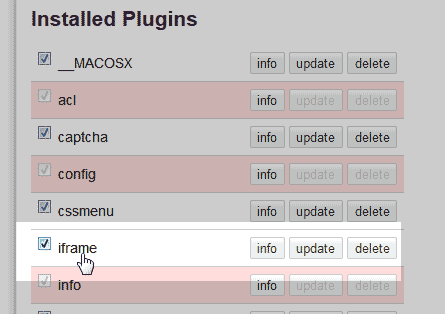 Installed Plugins
__MACOSX info update delete
acl info update delete
captcha info update delete
config info update delete
cssmenu info update delete
iframe info update delete
info info update delete